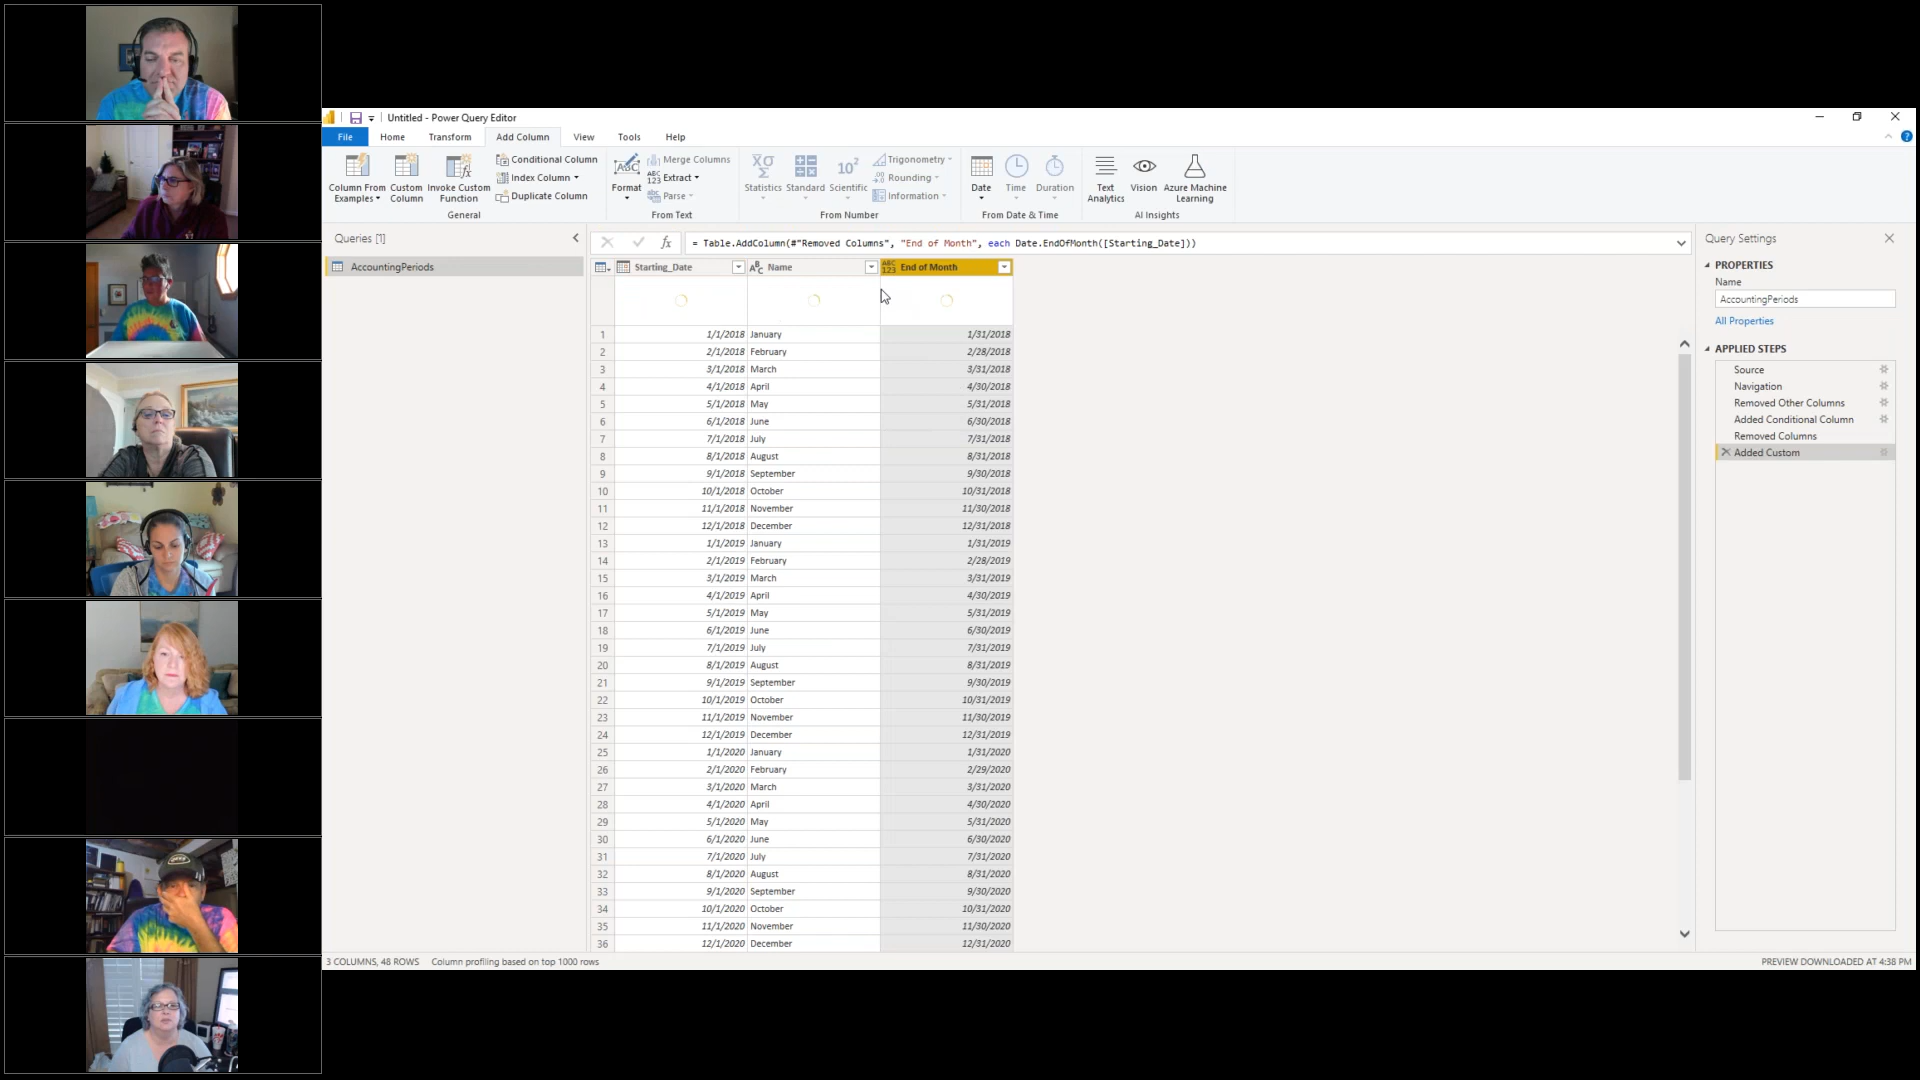 Untitled - Power Query Editor
File Home Transform Add Column View Tools Help
Column From Examples
Custom Column
Invoke Custom Function
Conditional Column
Index Column
Duplicate Column
General
Format
Merge Columns
Extract
Parse
From Text
Statistics
Standard
Scientific
Trigonometry
Rounding
Information
From Number
Date
Time
Duration
From Date & Time
Text Analytics
Vision
Azure Machine Learning
AI Insights
Queries [1]
AccountingPeriods
= Table.AddColumn(#"Removed Columns", "End of Month", each Date.EndOfMonth([Starting_Date]))
Starting_Date Name End of Month
1 1/1/2018 January 1/31/2018
2 2/1/2018 February 2/28/2018
3 3/1/2018 March 3/31/2018
4 4/1/2018 April 4/30/2018
5 5/1/2018 May 5/31/2018
6 6/1/2018 June 6/30/2018
7 7/1/2018 July 7/31/2018
8 8/1/2018 August 8/31/2018
9 9/1/2018 September 9/30/2018
10 10/1/2018 October 10/31/2018
11 11/1/2018 November 11/30/2018
12 12/1/2018 December 12/31/2018
13 1/1/2019 January 1/31/2019
14 2/1/2019 February 2/28/2019
15 3/1/2019 March 3/31/2019
16 4/1/2019 April 4/30/2019
17 5/1/2019 May 5/31/2019
18 6/1/2019 June 6/30/2019
19 7/1/2019 July 7/31/2019
20 8/1/2019 August 8/31/2019
21 9/1/2019 September 9/30/2019
22 10/1/2019 October 10/31/2019
23 11/1/2019 November 11/30/2019
24 12/1/2019 December 12/31/2019
25 1/1/2020 January 1/31/2020
26 2/1/2020 February 2/29/2020
27 3/1/2020 March 3/31/2020
28 4/1/2020 April 4/30/2020
29 5/1/2020 May 5/31/2020
30 6/1/2020 June 6/30/2020
31 7/1/2020 July 7/31/2020
32 8/1/2020 August 8/31/2020
33 9/1/2020 September 9/30/2020
34 10/1/2020 October 10/31/2020
35 11/1/2020 November 11/30/2020
36 12/1/2020 December 12/31/2020
Query Settings
PROPERTIES
Name
AccountingPeriods
All Properties
APPLIED STEPS
Source
Navigation
Removed Other Columns
Added Conditional Column
Removed Columns
Added Custom
3 COLUMNS, 48 ROWS Column profiling based on top 1000 rows
PREVIEW DOWNLOADED AT 4:38 PM